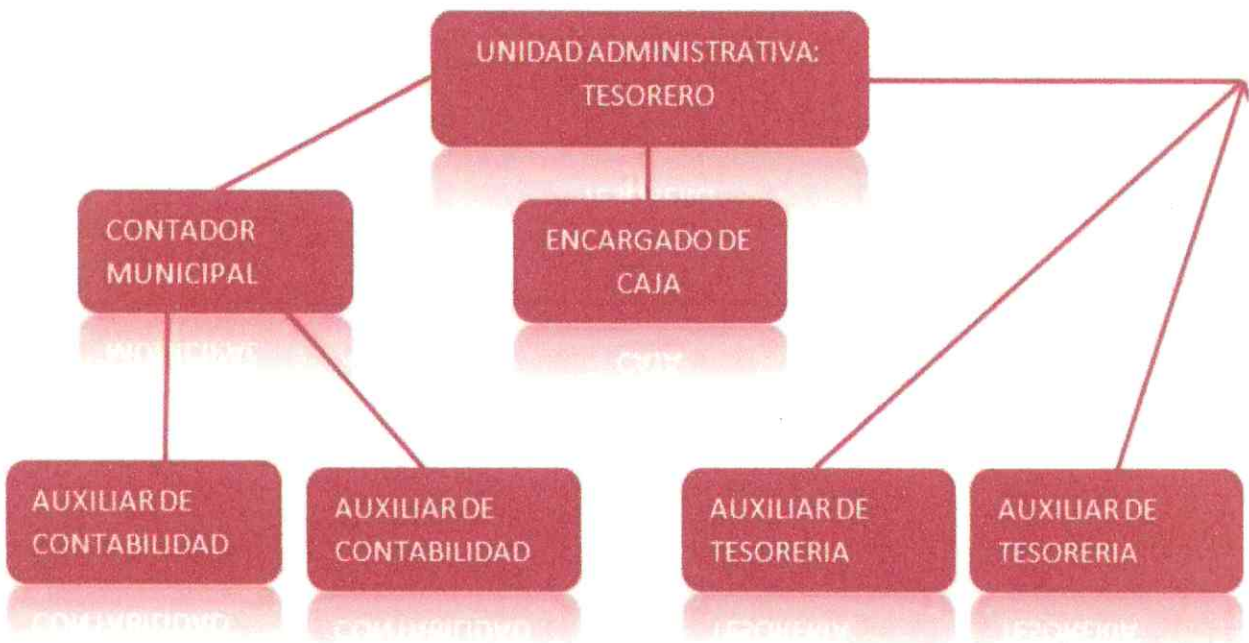 UNIDAD ADMINISTRATIVA:
TESORERO
CONTADOR
MUNICIPAL
ENCARGADO DE
CAJA
AUXILIAR DE
CONTABILIDAD
AUXILIAR DE
CONTABILIDAD
AUXILIAR DE
TESORERIA
AUXILIAR DE
TESORERIA